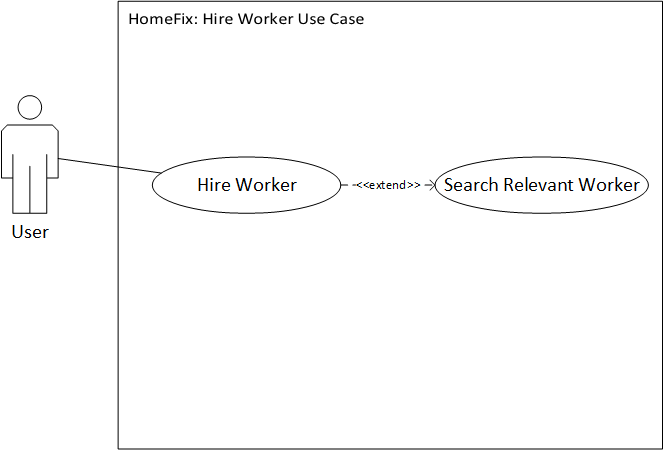 HomeFix: Hire Worker Use Case
User
Hire Worker
<<extend>>
Search Relevant Worker